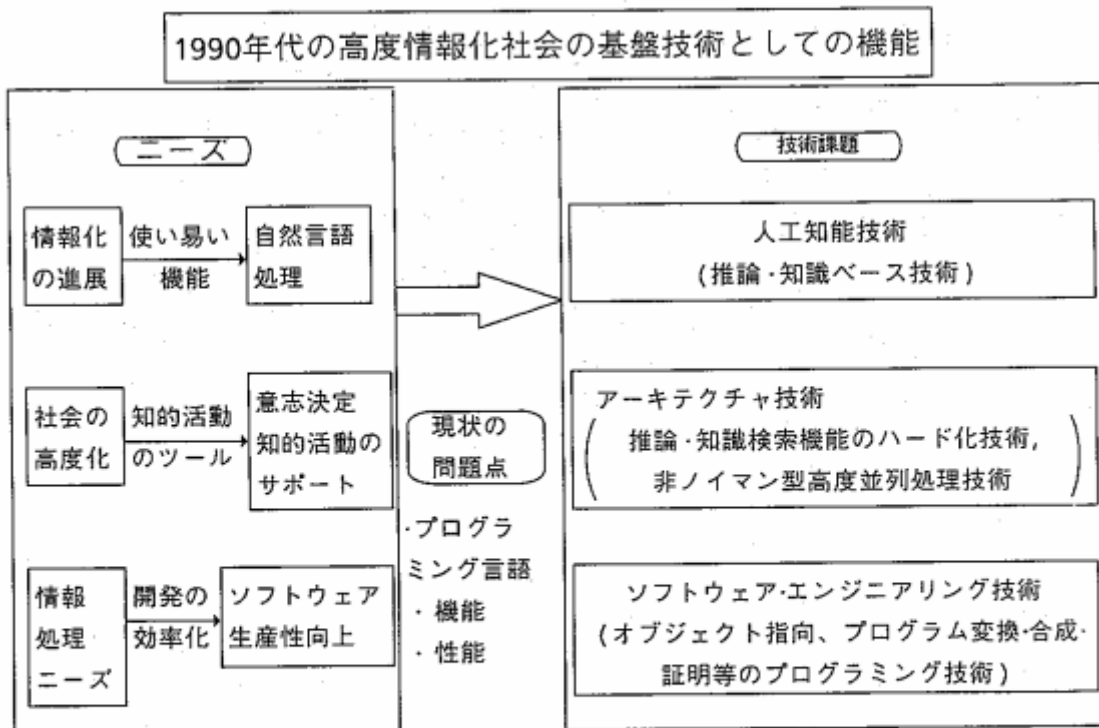 1990年代の高度情報化社会の基盤技術としての機能
ニーズ
情報化
の進展
使い易い
機能
自然言語
処理
社会の
高度化
知的活動
のツール
意志決定
知的活動の
サポート
情報
処理
ニーズ
開発の
効率化
ソフトウェア
生産性向上
現状の
問題点
・プログラ
ミング言語
・機能
・性能
技術課題
人工知能技術
(推論・知識ベース技術)
アーキテクチャ技術
(推論・知識検索機能のハード化技術,
非ノイマン型高度並列処理技術)
ソフトウェア・エンジニアリング技術
(オブジェクト指向、プログラム変換・合成・
証明等のプログラミング技術)